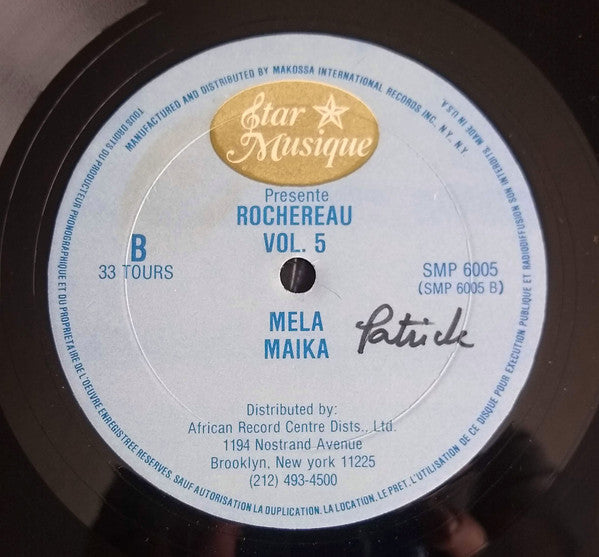 MANUFACTURED AND DISTRIBUTED BY MAKOSSA INTERNATIONAL RECORDS INC. N.Y., N.Y. MADE IN U.S.A.
TOUS DROITS DU PRODUCTEUR PHONOGRAPHIQUE ET DU PROPRIETAIRE DE L'OEUVRE ENREGISTREE RESERVES. SAUF AUTORISATION LA DUPLICATION, LA LOCATION, LE PRET, L'UTILISATION DE CE DISQUE POUR EXECUTION PUBLIQUE ET RADIODIFFUSION SON INTERDITS.
Star
Musique
Presente
ROCHEREAU
VOL. 5
B
33 TOURS
SMP 6005
(SMP 6005 B)
MELA
MAIKA
Patrick
Distributed by:
African Record Centre Dists., Ltd.
1194 Nostrand Avenue
Brooklyn, New york 11225
(212) 493-4500